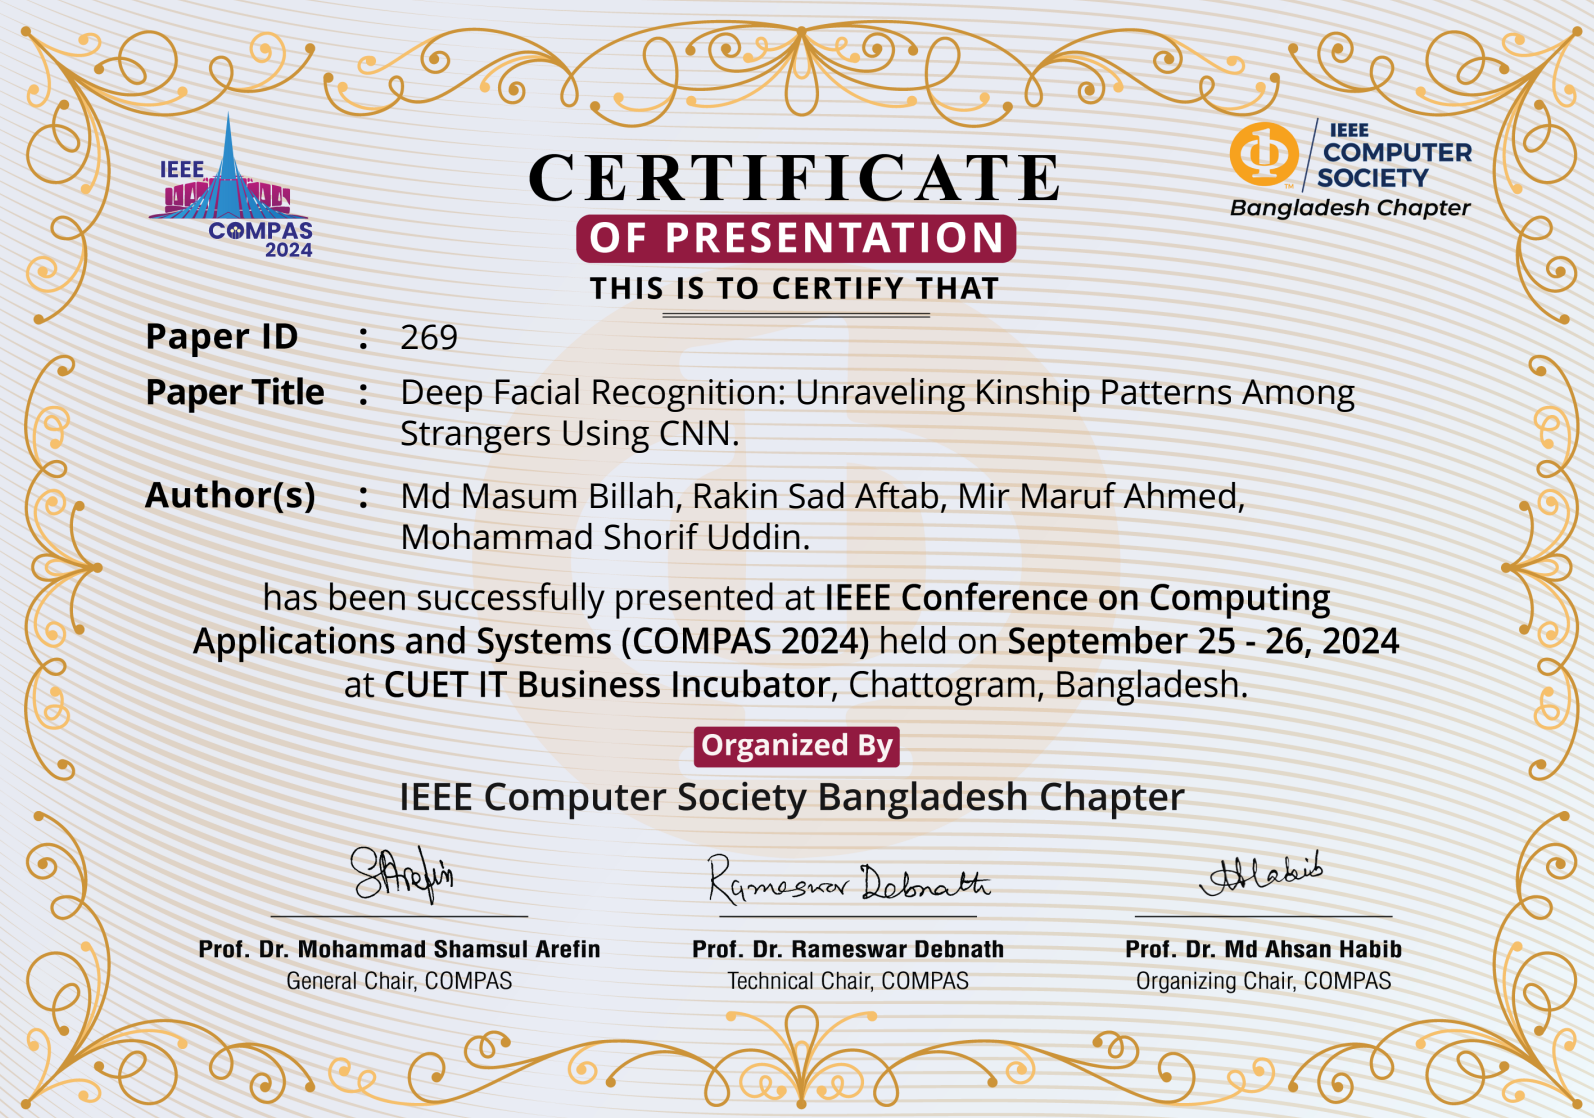 IEEE
COMPAS
2024
CERTIFICATE
OF PRESENTATION
THIS IS TO CERTIFY THAT
IEEE
COMPUTER
SOCIETY
TM
Bangladesh Chapter
Paper ID : 269
Paper Title : Deep Facial Recognition: Unraveling Kinship Patterns Among
Strangers Using CNN.
Author(s) : Md Masum Billah, Rakin Sad Aftab, Mir Maruf Ahmed,
Mohammad Shorif Uddin.
has been successfully presented at IEEE Conference on Computing
Applications and Systems (COMPAS 2024) held on September 25 - 26, 2024
at CUET IT Business Incubator, Chattogram, Bangladesh.
Organized By
IEEE Computer Society Bangladesh Chapter
SArefin
Rameswar Debnath
AHabib
Prof. Dr. Mohammad Shamsul Arefin
General Chair, COMPAS
Prof. Dr. Rameswar Debnath
Technical Chair, COMPAS
Prof. Dr. Md Ahsan Habib
Organizing Chair, COMPAS